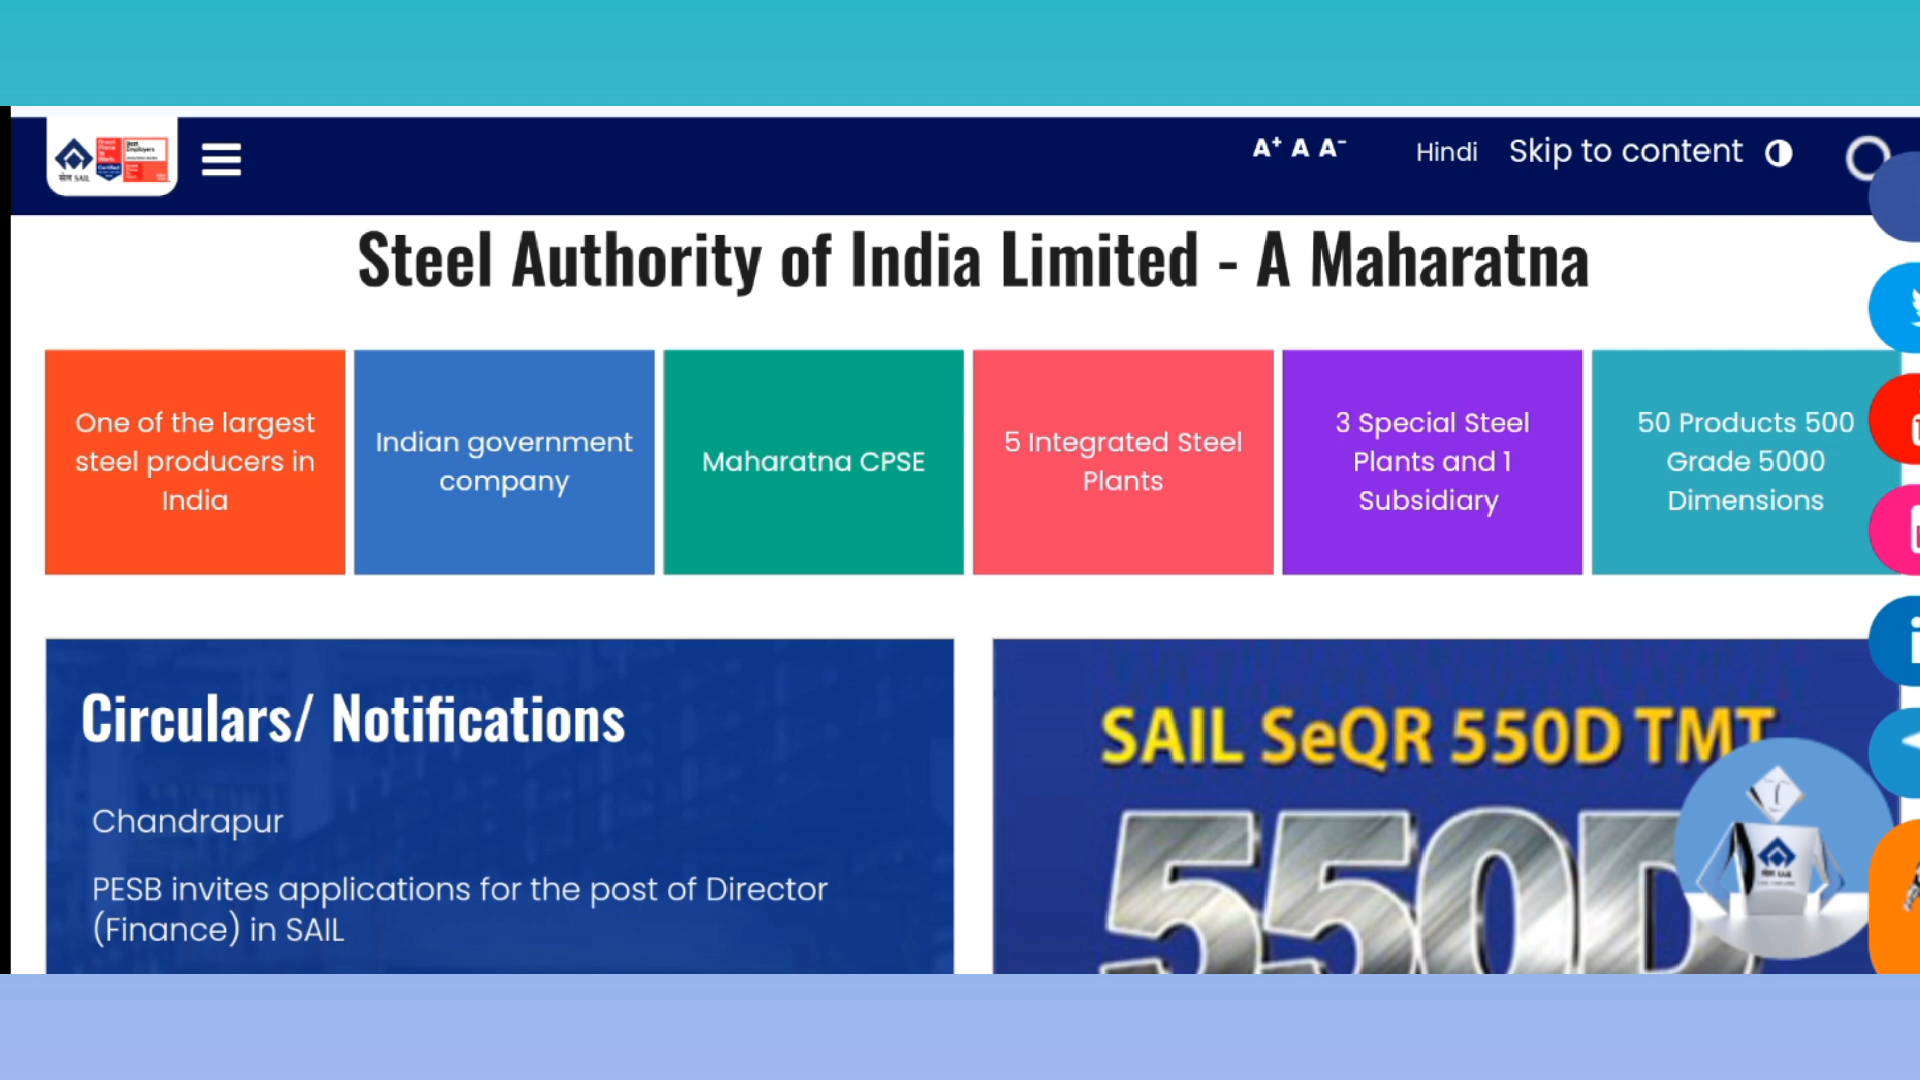 सेल SAIL
A+ A A-
Hindi
Skip to content
Steel Authority of India Limited - A Maharatna
One of the largest
steel producers in
India
Indian government
company
Maharatna CPSE
5 Integrated Steel
Plants
3 Special Steel
Plants and 1
Subsidiary
50 Products 500
Grade 5000
Dimensions
Circulars/ Notifications
Chandrapur
PESB invites applications for the post of Director
(Finance) in SAIL
SAIL SeQR 550D TMT
550D
सेल SAIL